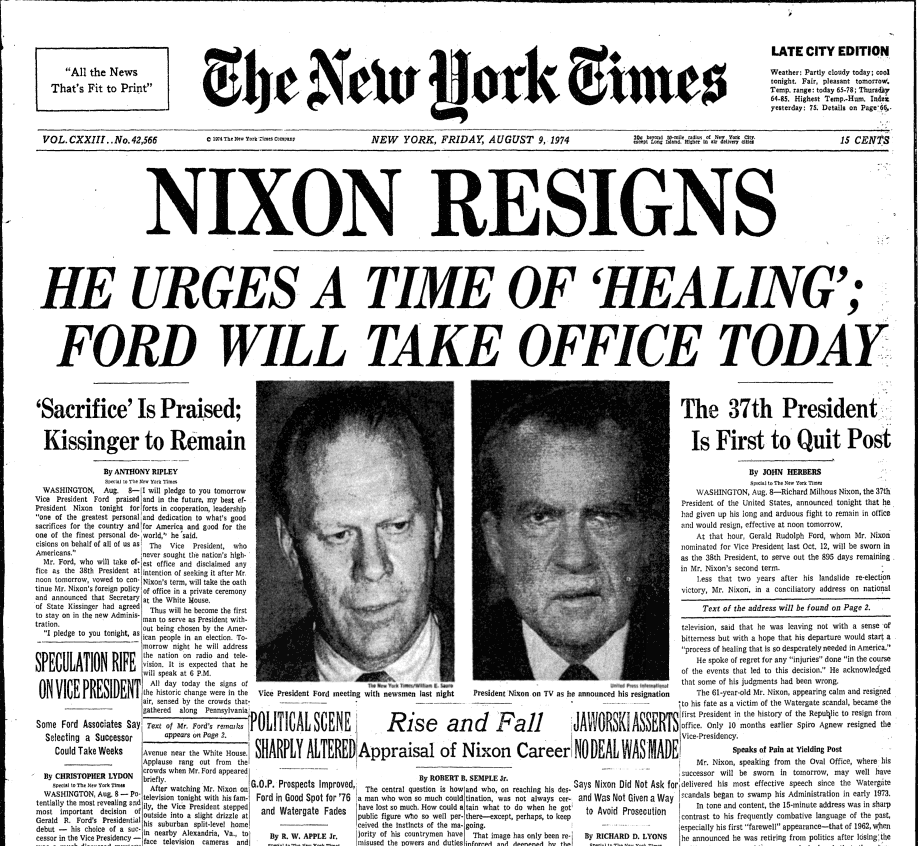 "All the News
That's Fit to Print"
The New York Times
LATE CITY EDITION
Weather: Partly cloudy today; cool
tonight. Fair, pleasant tomorrow.
Temp. range: today 65-78; Thursday
64-85. Highest Temp.-Hum. Index
yesterday: 75. Details on Page 66.
VOL. CXXIII . . No. 42,566
© 1974 The New York Times Company
NEW YORK, FRIDAY, AUGUST 9, 1974
beyond 50-mile radius of New York City,
except Long Island. Higher in air delivery cities
15 CENTS
NIXON RESIGNS
HE URGES A TIME OF 'HEALING';
FORD WILL TAKE OFFICE TODAY
'Sacrifice' Is Praised;
Kissinger to Remain
By ANTHONY RIPLEY
Special to The New York Times
WASHINGTON, Aug. 8—
Vice President Ford praised
President Nixon tonight for
"one of the greatest personal
sacrifices for the country and
one of the finest personal de-
cisions on behalf of all of us as
Americans."
Mr. Ford, who will take of-
fice as the 38th President at
noon tomorrow, vowed to con-
tinue Mr. Nixon's foreign policy
and announced that Secretary
of State Kissinger had agreed
to stay on in the new Adminis-
tration.
"I pledge to you tonight, as
I will pledge to you tomorrow
and in the future, my best ef-
forts in cooperation, leadership
and dedication to what's good
for America and good for the
world," he said.
The Vice President, who
never sought the nation's high-
est office and disclaimed any
intention of seeking it after Mr.
Nixon's term, will take the oath
of office in a private ceremony
at the White House.
Thus will he become the first
man to serve as President with-
out being chosen by the Amer-
ican people in an election. To-
morrow night he will address
the nation on radio and tele-
vision. It is expected that he
will speak at 6 P.M.
All day today the signs of
the historic change were in the
air, sensed by the crowds that
gathered along Pennsylvania
Text of Mr. Ford's remarks
appears on Page 2.
Avenue near the White House.
Applause rang out from the
crowds when Mr. Ford appeared
briefly.
After watching Mr. Nixon on
television tonight with his fam-
ily, the Vice President stepped
outside into a slight drizzle at
his suburban split-level home
in nearby Alexandria, Va., to
face television cameras and
SPECULATION RIFE
ON VICE PRESIDENT
Some Ford Associates Say
Selecting a Successor
Could Take Weeks
By CHRISTOPHER LYDON
Special to The New York Times
WASHINGTON, Aug. 8 — Po-
tentially the most revealing and
most important decision of
Gerald R. Ford's Presidential
debut — his choice of a suc-
cessor in the Vice Presidency —
The New York Times/William E. Sauro
Vice President Ford meeting with newsmen last night
United Press International
President Nixon on TV as he announced his resignation
POLITICAL SCENE
SHARPLY ALTERED
G.O.P. Prospects Improved,
Ford in Good Spot for '76
and Watergate Fades
By R. W. APPLE Jr.
Special to The New York Times
Rise and Fall
Appraisal of Nixon Career
By ROBERT B. SEMPLE Jr.
The central question is how
a man who won so much could
have lost so much. How could a
public figure who so well per-
ceived the instincts of the ma-
jority of his countrymen have
misused the powers and duties
and who, on reaching his des-
tination, was not always cer-
tain what to do when he got
there—except, perhaps, to keep
going.
That image has only been re-
inforced and deepened by the
JAWORSKI ASSERTS
NO DEAL WAS MADE
Says Nixon Did Not Ask for
and Was Not Given a Way
to Avoid Prosecution
By RICHARD D. LYONS
Special to The New York Times
The 37th President
Is First to Quit Post
By JOHN HERBERS
Special to The New York Times
WASHINGTON, Aug. 8—Richard Milhous Nixon, the 37th
President of the United States, announced tonight that he
had given up his long and arduous fight to remain in office
and would resign, effective at noon tomorrow.
At that hour, Gerald Rudolph Ford, whom Mr. Nixon
nominated for Vice President last Oct. 12, will be sworn in
as the 38th President, to serve out the 895 days remaining
in Mr. Nixon's second term.
Less that two years after his landslide re-election
victory, Mr. Nixon, in a conciliatory address on national
Text of the address will be found on Page 2.
television, said that he was leaving not with a sense of
bitterness but with a hope that his departure would start a
"process of healing that is so desperately needed in America."
He spoke of regret for any "injuries" done "in the course
of the events that led to this decision." He acknowledged
that some of his judgments had been wrong.
The 61-year-old Mr. Nixon, appearing calm and resigned
to his fate as a victim of the Watergate scandal, became the
first President in the history of the Republic to resign from
office. Only 10 months earlier Spiro Agnew resigned the
Vice-Presidency.
Speaks of Pain at Yielding Post
Mr. Nixon, speaking from the Oval Office, where his
successor will be sworn in tomorrow, may well have
delivered his most effective speech since the Watergate
scandals began to swamp his Administration in early 1973.
In tone and content, the 15-minute address was in sharp
contrast to his frequently combative language of the past,
especially his first "farewell" appearance—that of 1962, when
he announced he was retiring from politics after losing the